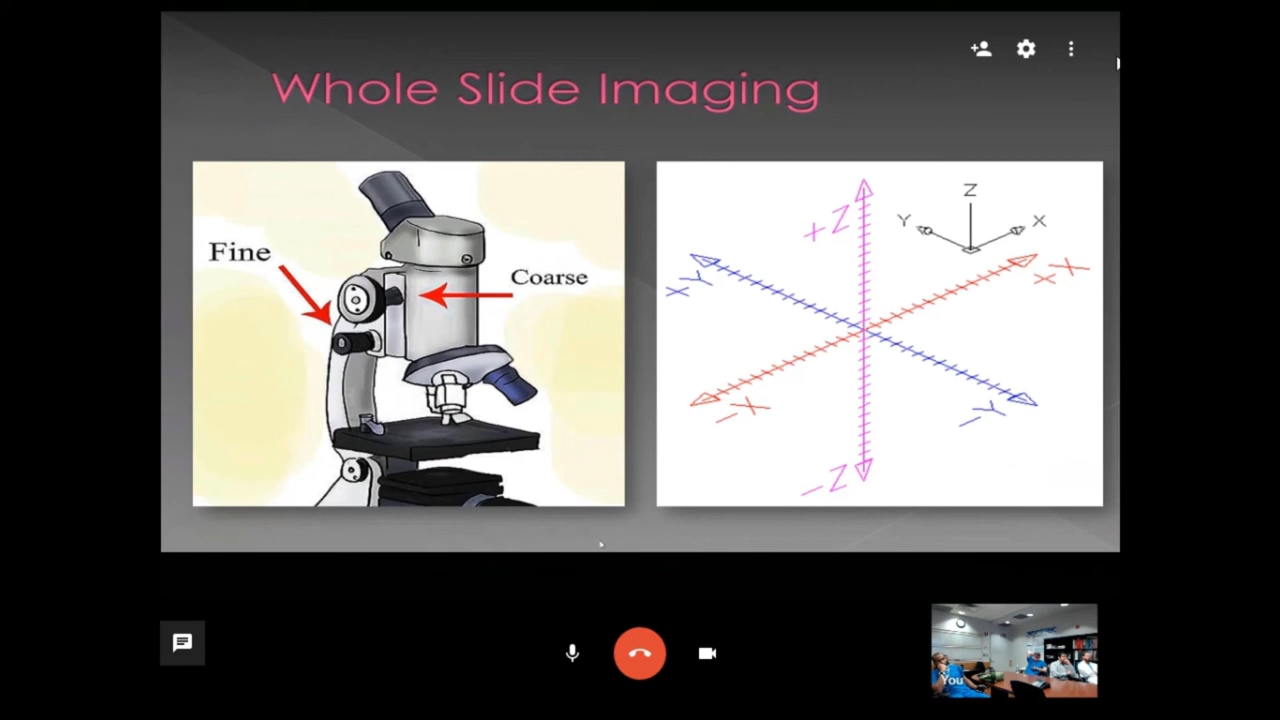 Whole Slide Imaging
Fine
Coarse
+Z
Z
Y
X
+Y
+X
-X
-Y
-Z
You